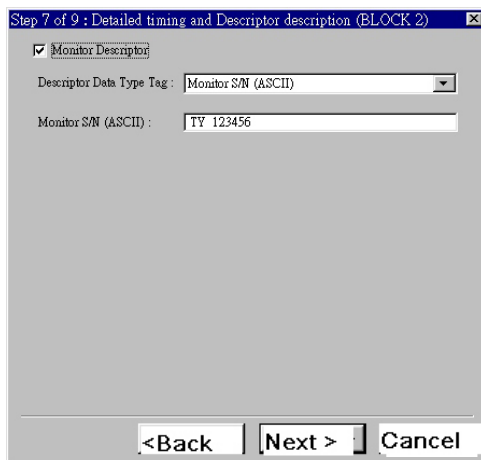 Step 7 of 9 : Detailed timing and Descriptor description (BLOCK 2)
Monitor Descriptor
Descriptor Data Type Tag : Monitor S/N (ASCII)
Monitor S/N (ASCII) : TY 123456
<Back Next > Cancel